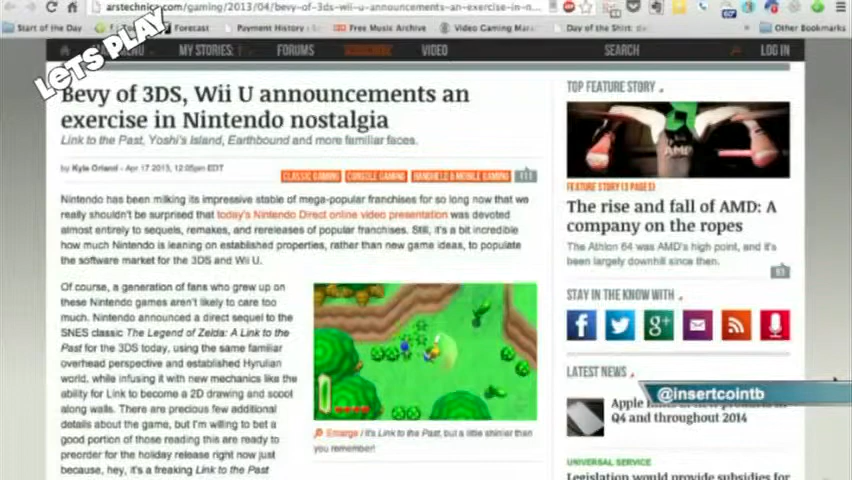 arstechnica.com/gaming/2013/04/bevy-of-3ds-wii-u-announcements-an-exercise-in-n...
Start of the Day
Forecast
Payment History
Free Music Archive
Video Gaming Mar
Day of the Shirt:
Other Bookmarks
LETS PLAY
MENU
MY STORIES:
FORUMS
SUBSCRIBE
VIDEO
SEARCH
LOG IN
Bevy of 3DS, Wii U announcements an
exercise in Nintendo nostalgia
Link to the Past, Yoshi's Island, Earthbound and more familiar faces.
by Kyle Orland - Apr 17 2013, 12:05pm EDT
CLASSIC GAMING
CONSOLE GAMING
HANDHELD & MOBILE GAMING
Nintendo has been milking its impressive stable of mega-popular franchises for so long now that we
really shouldn't be surprised that today's Nintendo Direct online video presentation was devoted
almost entirely to sequels, remakes, and rereleases of popular franchises. Still, it's a bit incredible
how much Nintendo is leaning on established properties, rather than new game ideas, to populate
the software market for the 3DS and Wii U.
Of course, a generation of fans who grew up on
these Nintendo games aren't likely to care too
much. Nintendo announced a direct sequel to the
SNES classic The Legend of Zelda: A Link to the
Past for the 3DS today, using the same familiar
overhead perspective and established Hyrulian
world, while infusing it with new mechanics like the
ability for Link to become a 2D drawing and scoot
along walls. There are precious few additional
details about the game, but I'm willing to bet a
good portion of those reading this are ready to
preorder for the holiday release right now just
because, hey, it's a freaking Link to the Past
Enlarge / It's Link to the Past, but a little shinier than
you remember!
TOP FEATURE STORY
AMD
FEATURE STORY (3 PAGES)
The rise and fall of AMD: A
company on the ropes
The Athlon 64 was AMD's high point, and it's
been largely downhill since then.
STAY IN THE KNOW WITH
LATEST NEWS
@insertcointb
Apple
Q4 and throughout 2014
UNIVERSAL SERVICE
Legislation would provide subsidies for